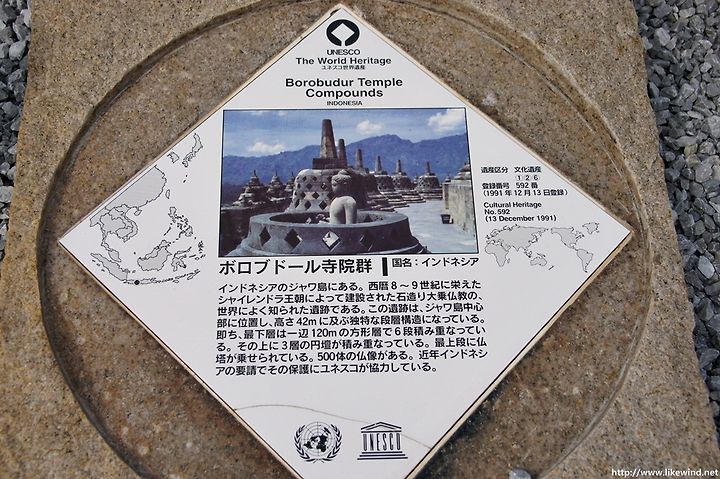 UNESCO
The World Heritage
ユネスコ世界遺産
Borobudur Temple
Compounds
INDONESIA
遺産区分 文化遺産
①②⑥
登録番号 592番
(1991年12月13日登録)
Cultural Heritage
No.592
(13 December 1991)
ボロブドール寺院群 国名:インドネシア
インドネシアのジャワ島にある。西暦8〜9世紀に栄えた
シャイレンドラ王朝によって建設された石造り大乗仏教の、
世界によく知られた遺跡である。この遺跡は、ジャワ島中心
部に位置し、高さ42mに及ぶ独特な段層構造になっている。
即ち、最下層は一辺120mの方形層で6段積み重なってい
る。その上に3層の円壇が積み重なっている。最上段に仏
塔が乗せられている。500体の仏像がある。近年インドネシ
アの要請でその保護にユネスコが協力している。
UNESCO
http://www.likewind.net